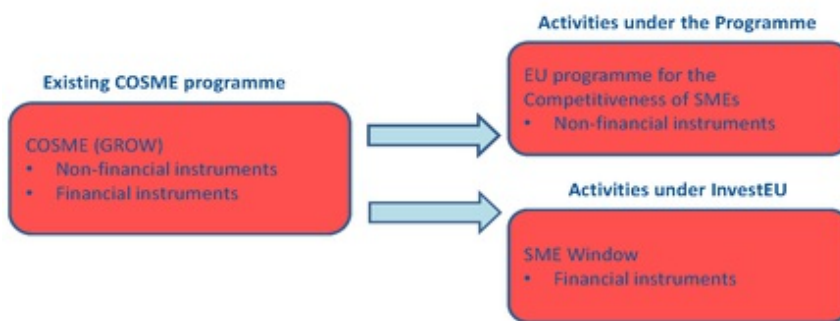 Existing COSME programme
COSME (GROW)
• Non-financial instruments
• Financial instruments
Activities under the Programme
EU programme for the
Competitiveness of SMEs
• Non-financial instruments
Activities under InvestEU
SME Window
• Financial instruments